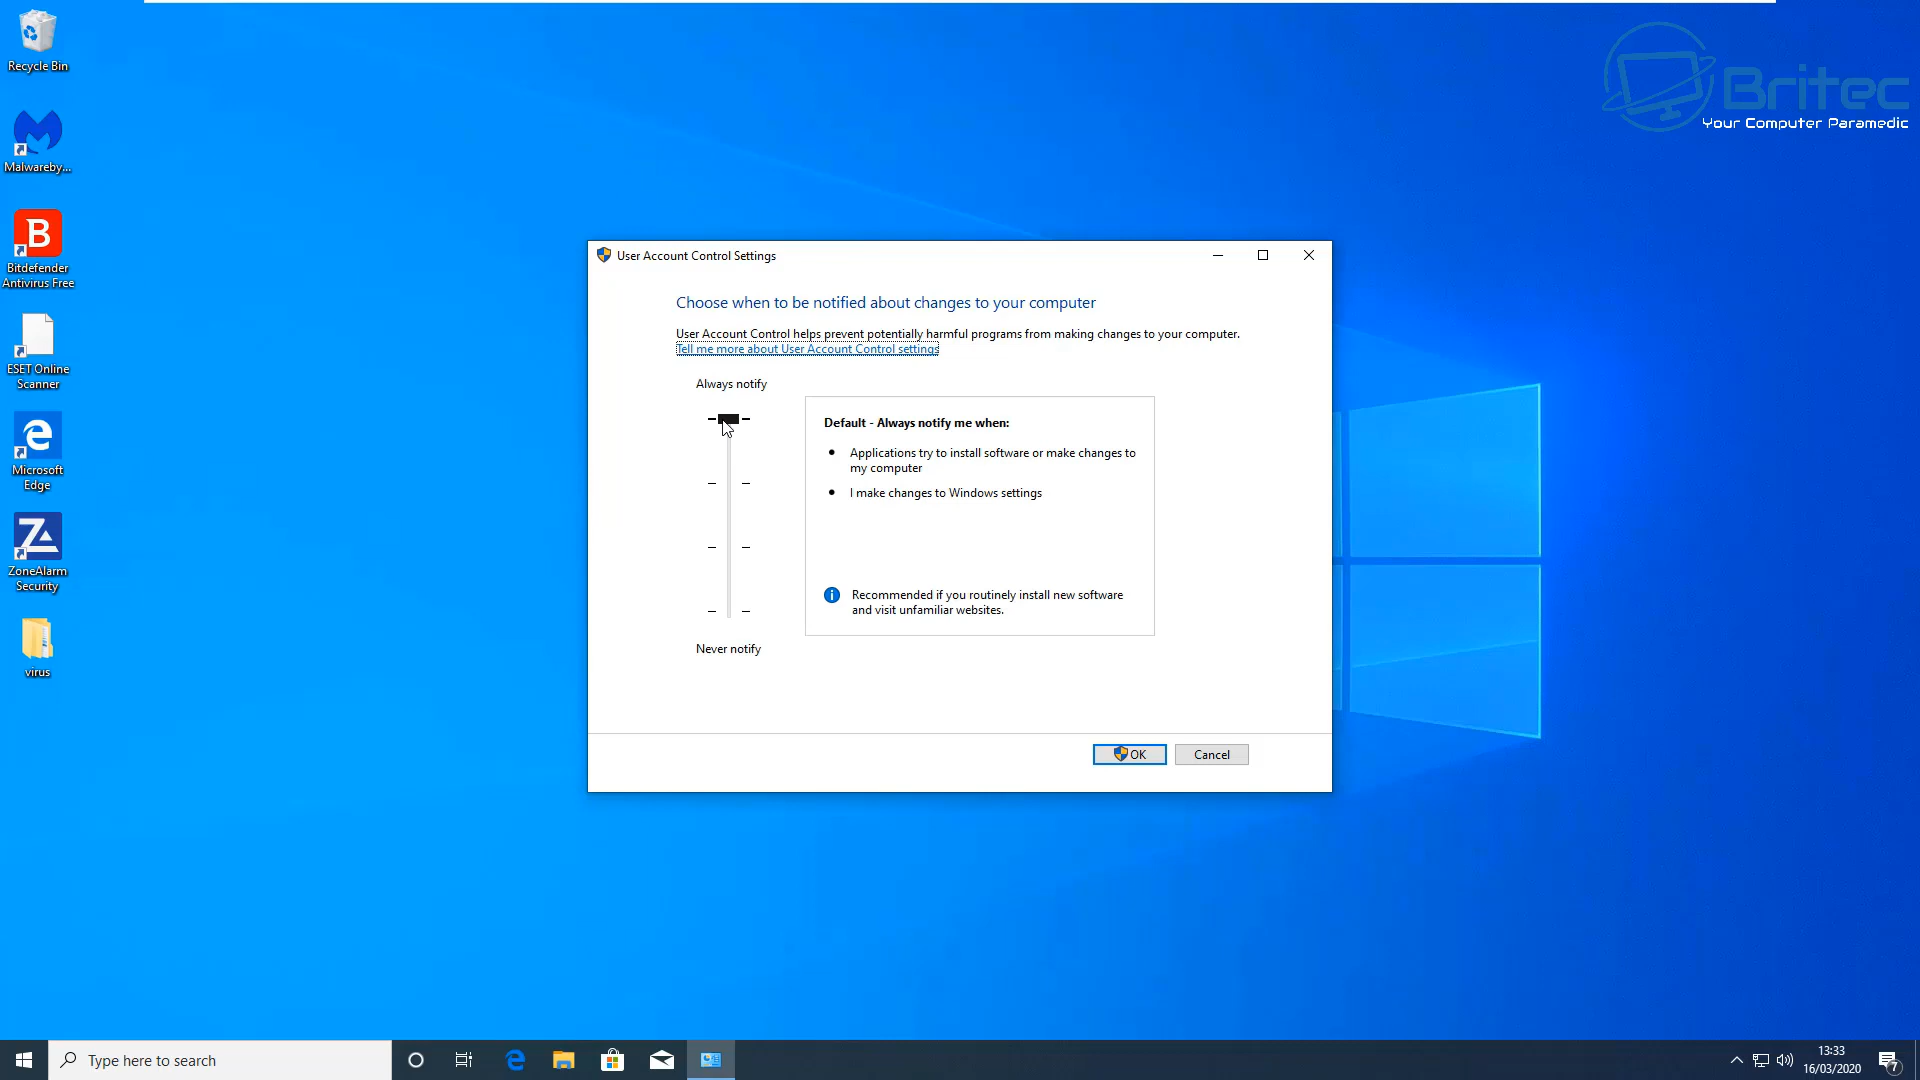 Recycle Bin
Malwareby...
Bitdefender
Antivirus Free
ESET Online
Scanner
Microsoft
Edge
ZoneAlarm
Security
virus
Britec
Your Computer Paramedic
User Account Control Settings
Choose when to be notified about changes to your computer
User Account Control helps prevent potentially harmful programs from making changes to your computer.
Tell me more about User Account Control settings
Always notify
Default - Always notify me when:
Applications try to install software or make changes to
my computer
I make changes to Windows settings
Recommended if you routinely install new software
and visit unfamiliar websites.
Never notify
OK
Cancel
Type here to search
13:33
16/03/2020
7